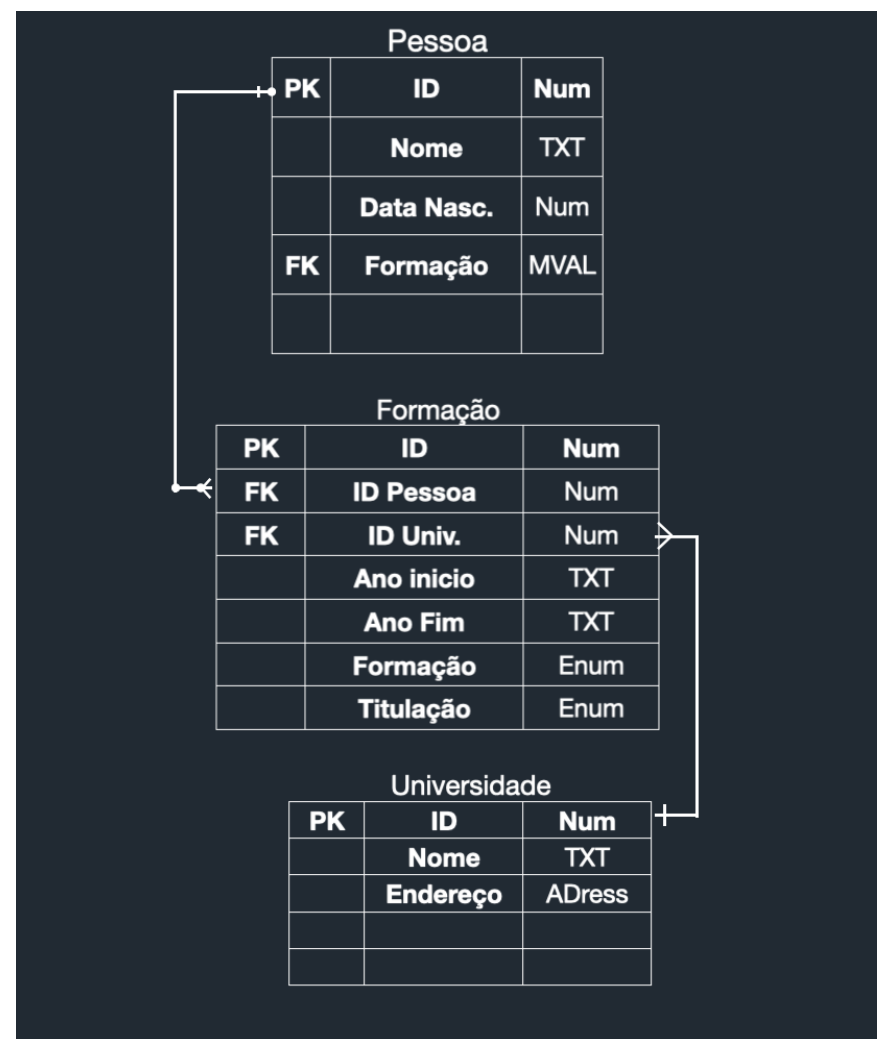 Pessoa
PK ID Num
Nome TXT
Data Nasc. Num
FK Formação MVAL
Formação
PK ID Num
FK ID Pessoa Num
FK ID Univ. Num
Ano inicio TXT
Ano Fim TXT
Formação Enum
Titulação Enum
Universidade
PK ID Num
Nome TXT
Endereço ADress